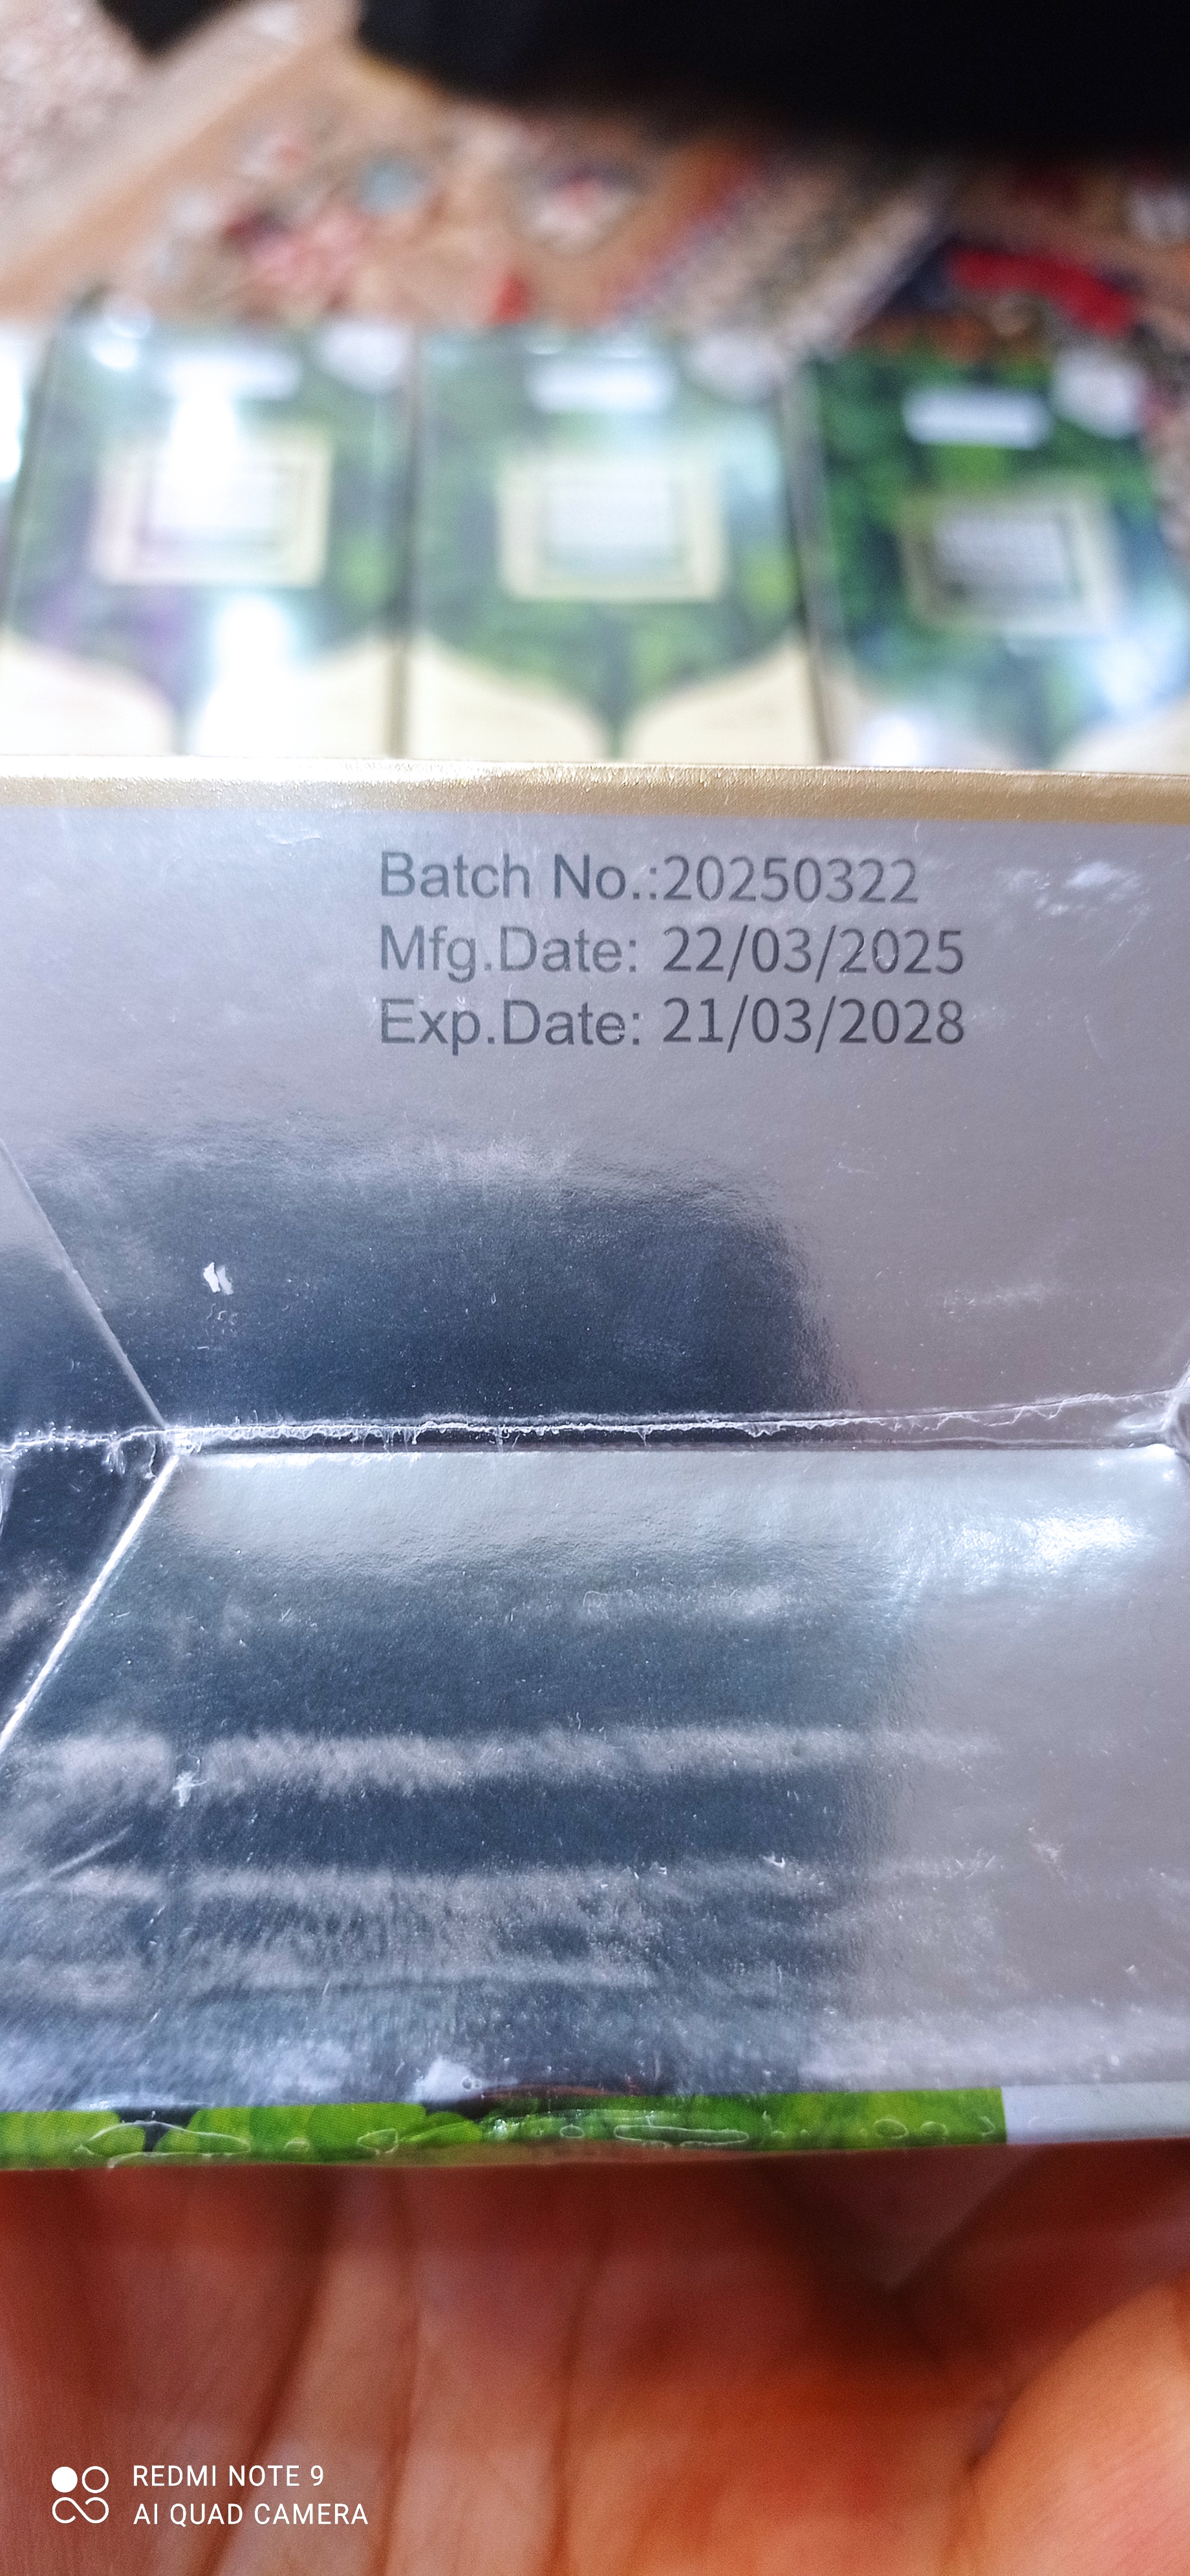 Batch No.:20250322
Mfg.Date: 22/03/2025
Exp.Date: 21/03/2028
REDMI NOTE 9
AI QUAD CAMERA